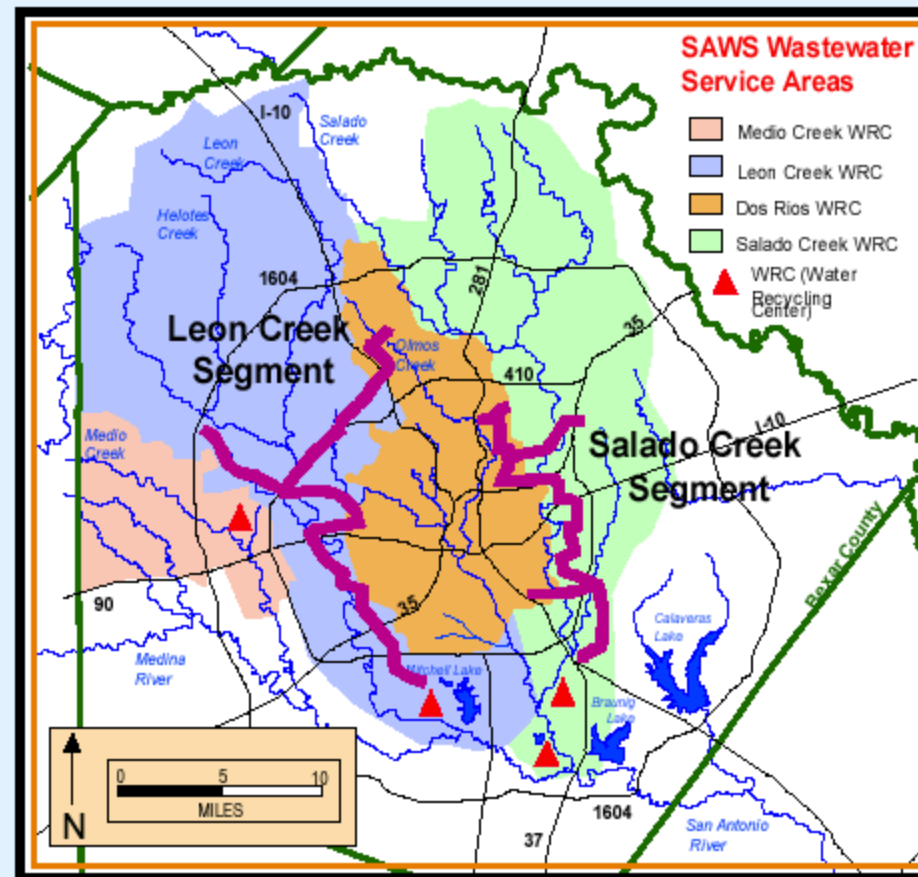 SAWS Wastewater
Service Areas
Medio Creek WRC
Leon Creek WRC
Dos Rios WRC
Salado Creek WRC
WRC (Water
Recycling
Center)
I-10
Salado
Creek
Leon
Creek
Helotes
Creek
1604
281
35
Leon Creek
Segment
Olmos
Creek
410
I-10
Medio
Creek
Salado Creek
Segment
90
35
Bexar County
Calaveras
Lake
Medina
River
Mitchell Lake
Braunig
Lake
0 5 10
MILES
N
1604
37
San Antonio
River